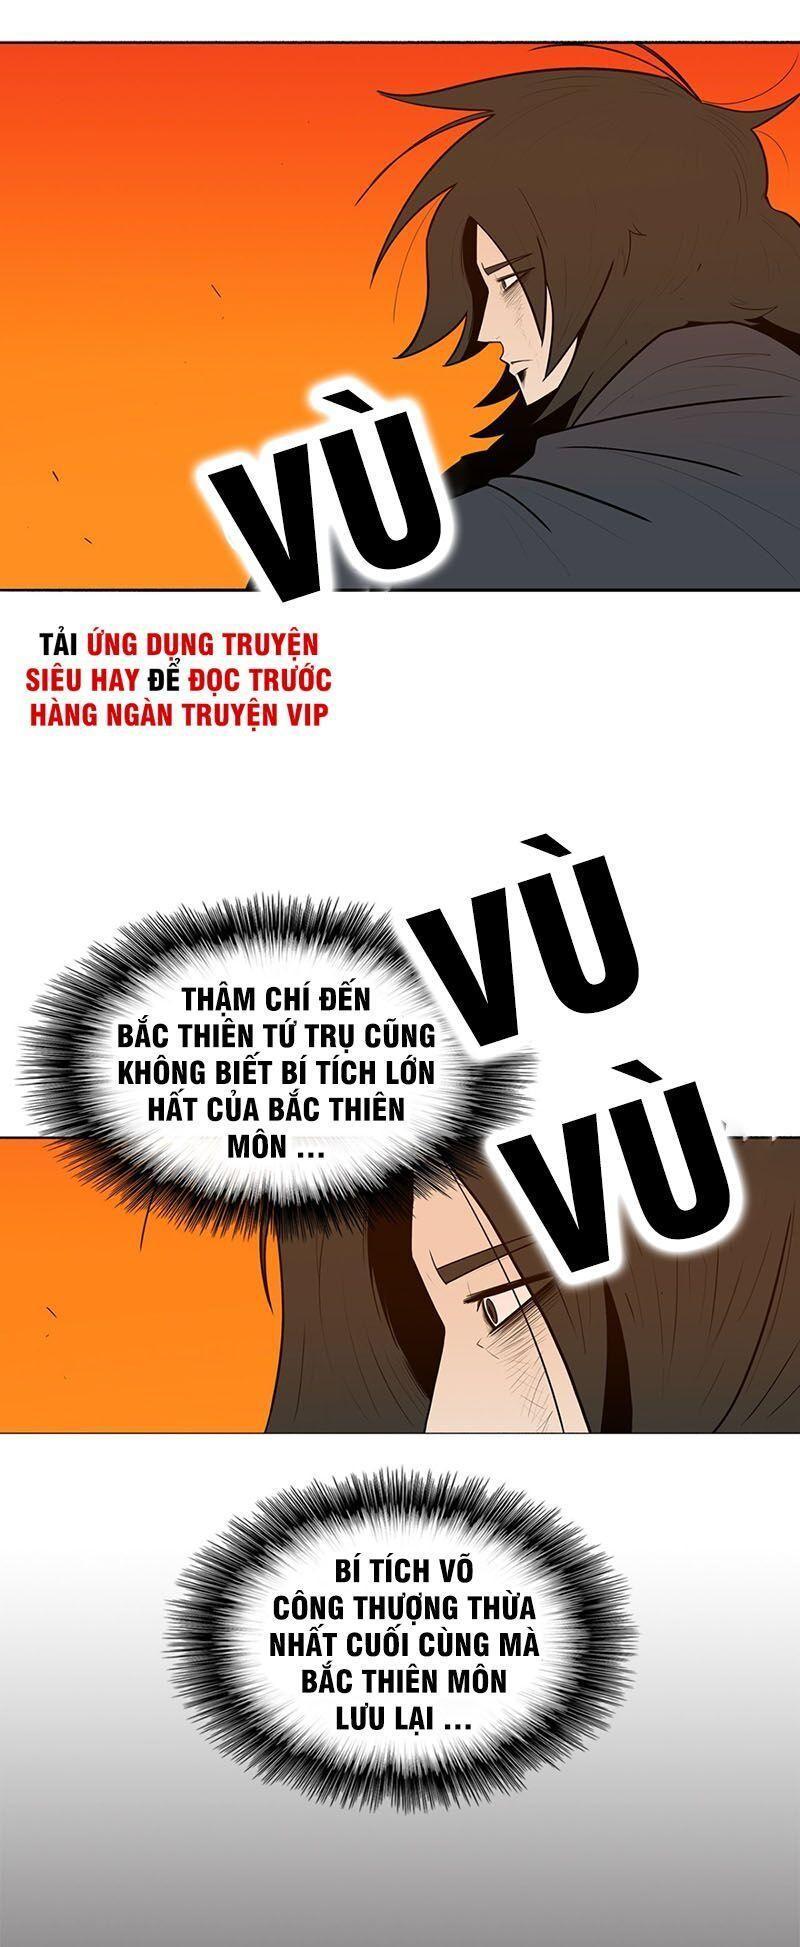 VÙ
TẢI ỨNG DỤNG TRUYỆN
SIÊU HAY ĐỂ ĐỌC TRƯỚC
HÀNG NGÀN TRUYỆN VIP
VÙ
THẬM CHÍ ĐẾN
BẮC THIÊN TỨ TRỤ CŨNG
KHÔNG BIẾT BÍ TÍCH LỚN
HẤT CỦA BẮC THIÊN
MÔN ...
VÙ
BÍ TÍCH VÕ
CÔNG THƯỢNG THỪA
NHẤT CUỐI CÙNG MÀ
BẮC THIÊN MÔN
LƯU LẠI ...